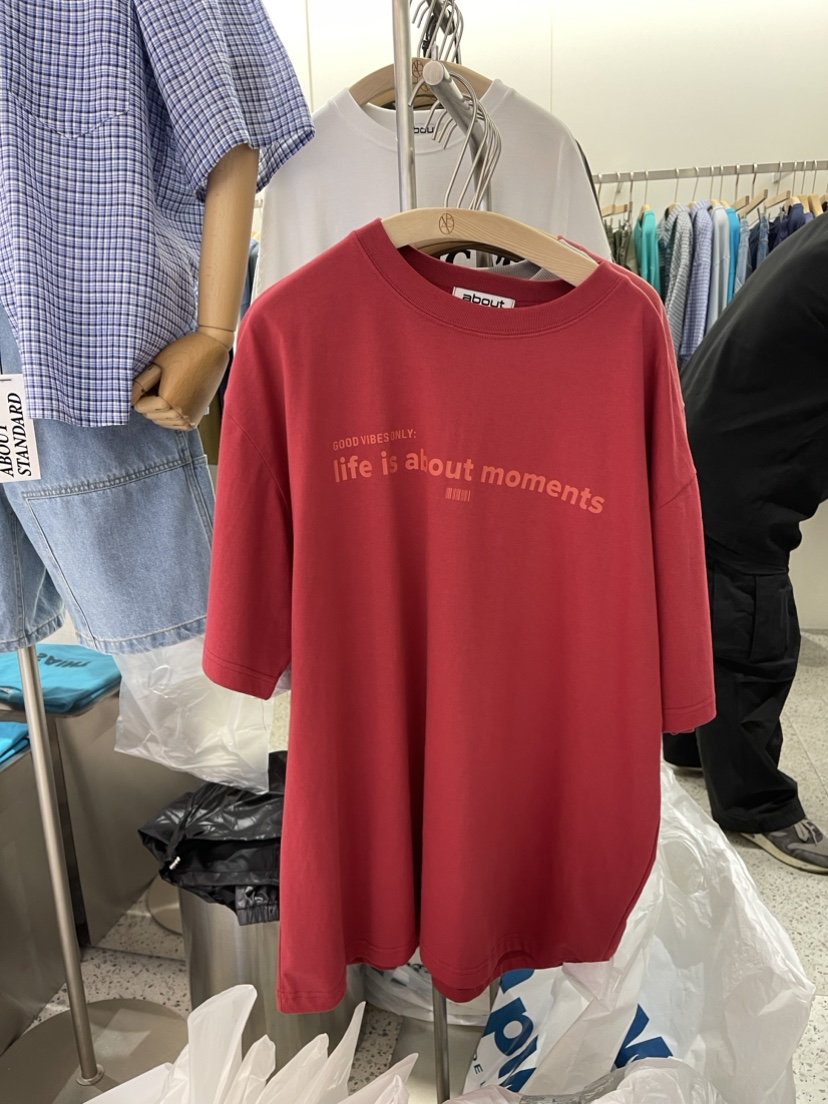 about
GOOD VIBES ONLY:
life is about moments
ABOUT
STANDARD